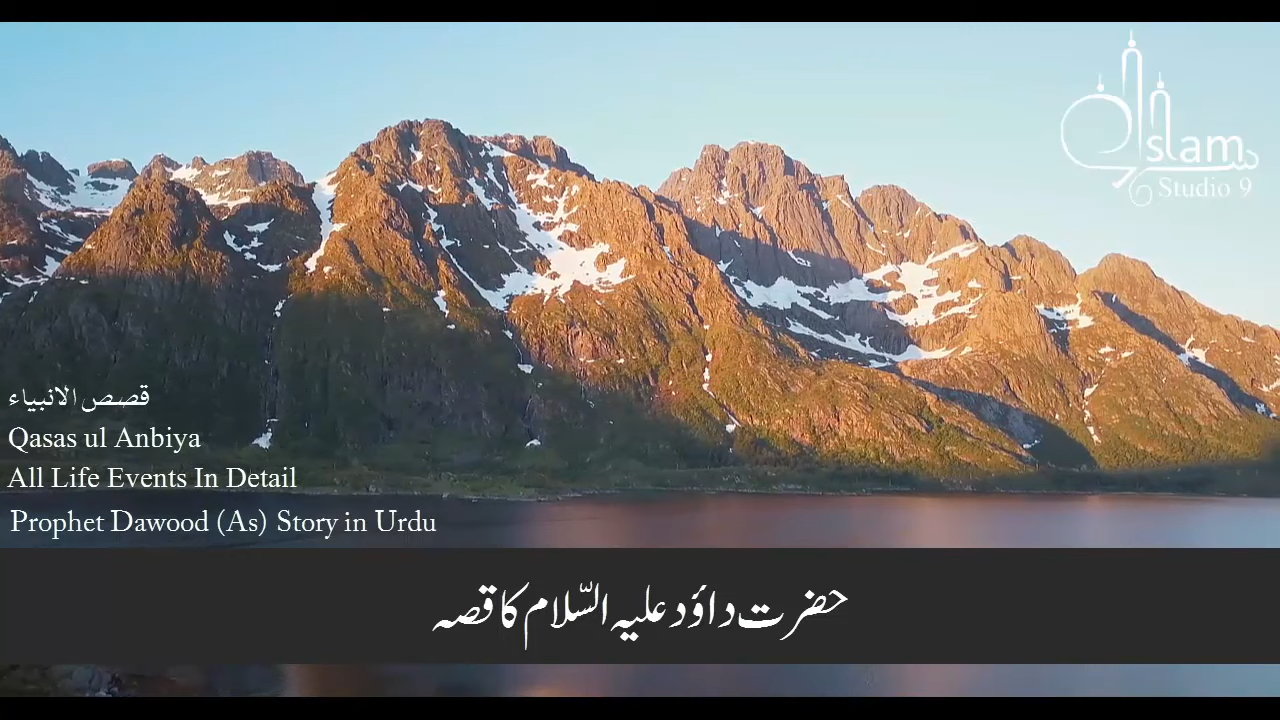 Islam
Studio 9
قصص الانبیاء
Qasas ul Anbiya
All Life Events In Detail
Prophet Dawood (As) Story in Urdu
حضرت داؤد علیہ السّلام کا قصہ